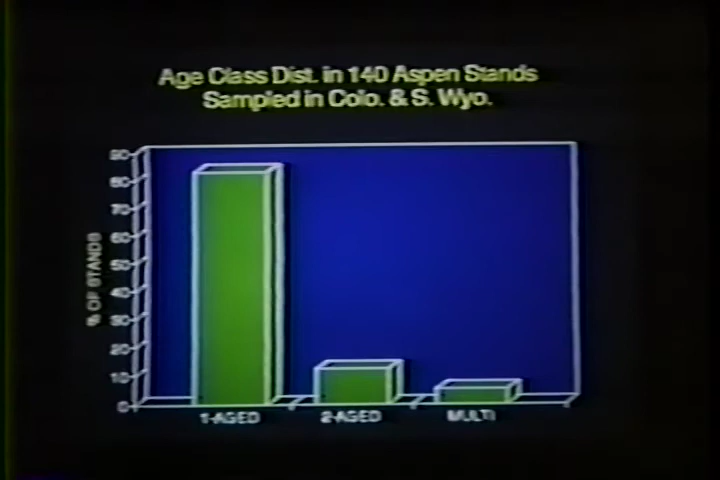 Age Class Dist. in 140 Aspen Stands
Sampled in Colo. & S. Wyo.
90
80
70
60
50
40
30
20
10
0
% OF STANDS
1-AGED 2-AGED MULTI